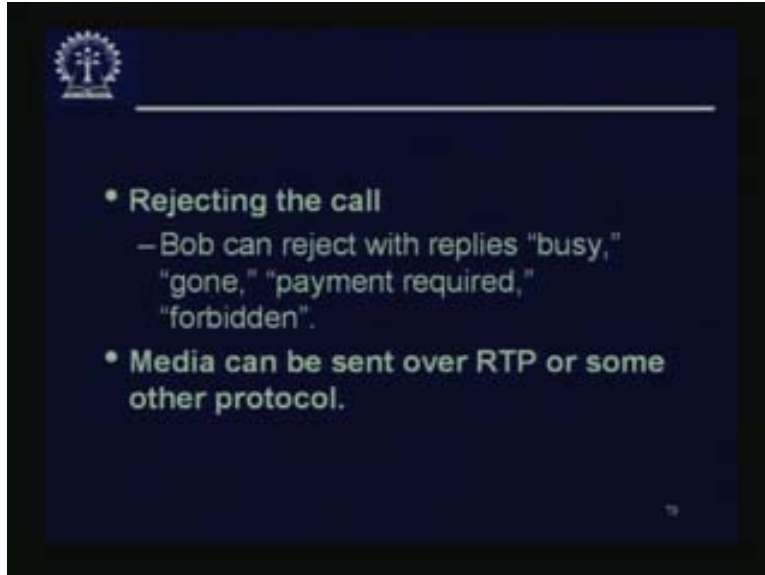 • Rejecting the call
– Bob can reject with replies “busy,”
“gone,” “payment required,”
“forbidden”.
• Media can be sent over RTP or some
other protocol.